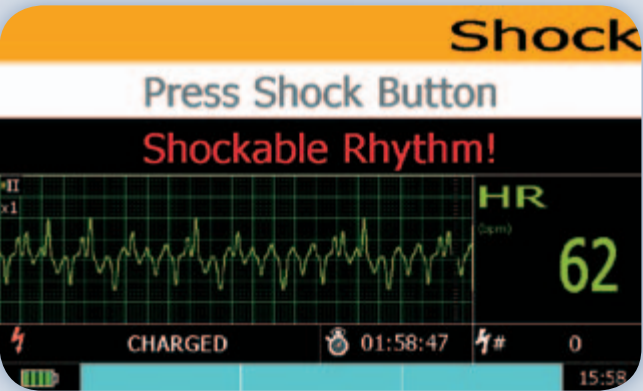 Shock
Press Shock Button
Shockable Rhythm!
II
x1
HR
(bpm)
62
CHARGED
01:58:47
#
0
15:58